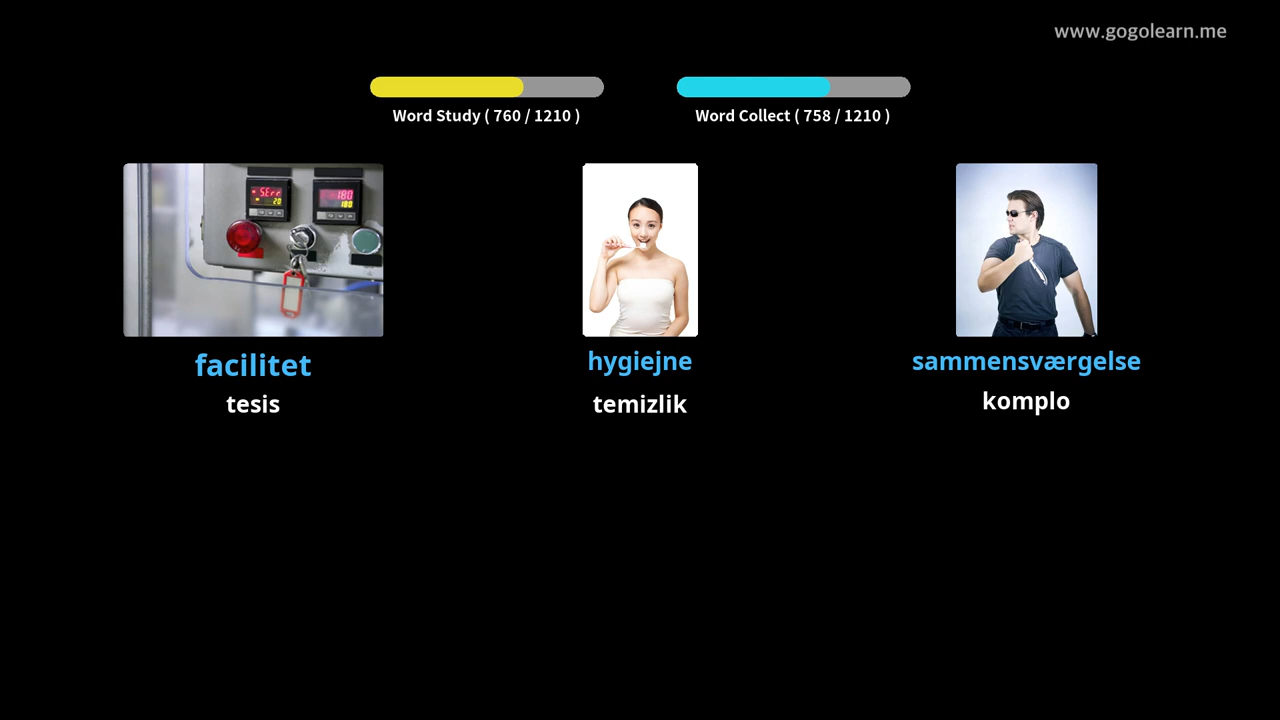 www.gogolearn.me
Word Study ( 760 / 1210 )
Word Collect ( 758 / 1210 )
facilitet
hygiejne
sammensværgelse
tesis
temizlik
komplo